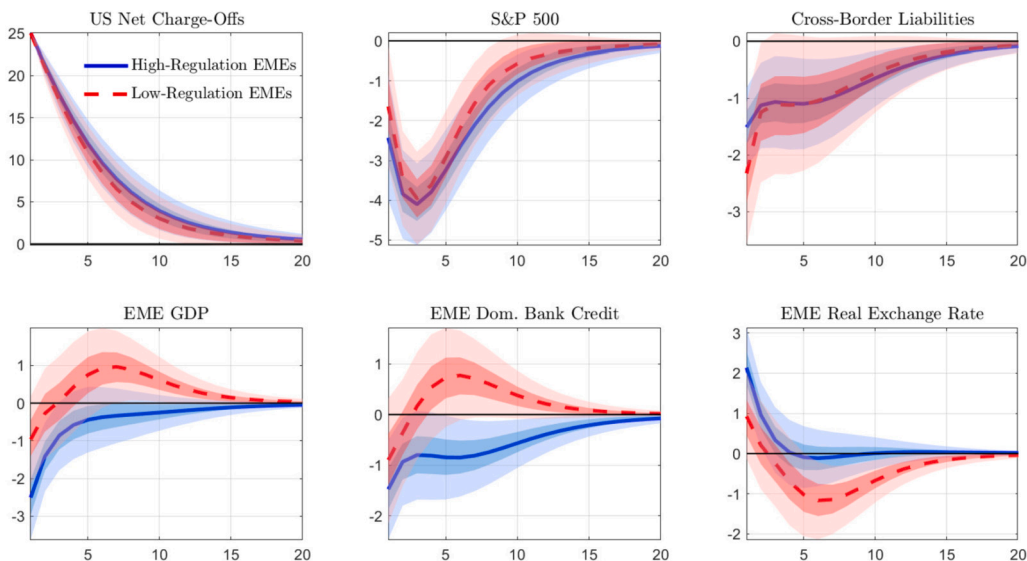 US Net Charge-Offs
25
20
15
10
5
0
5 10 15 20
High-Regulation EMEs
Low-Regulation EMEs
S&P 500
0
-1
-2
-3
-4
-5
5 10 15 20
Cross-Border Liabilities
0
-1
-2
-3
5 10 15 20
EME GDP
1
0
-1
-2
-3
5 10 15 20
EME Dom. Bank Credit
1
0
-1
-2
5 10 15 20
EME Real Exchange Rate
3
2
1
0
-1
-2
5 10 15 20